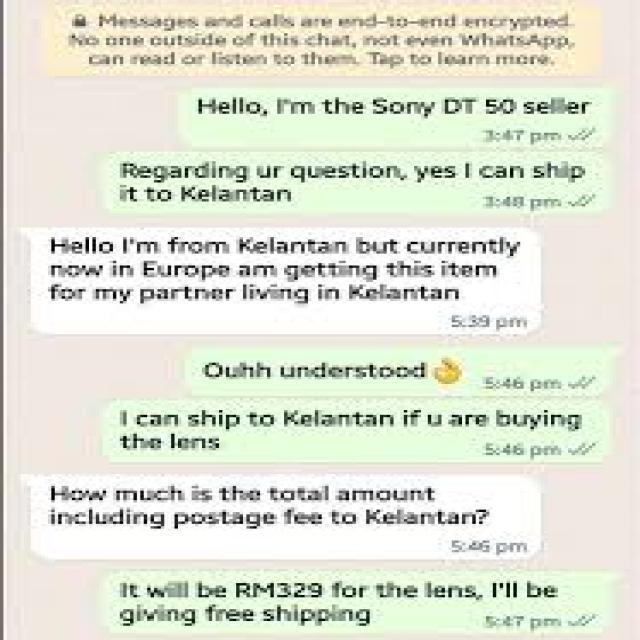 Messages and calls are end-to-end encrypted.
No one outside of this chat, not even WhatsApp,
can read or listen to them. Tap to learn more.
Hello, I'm the Sony DT 50 seller
3:47 pm
Regarding ur question, yes I can ship
it to Kelantan
3:48 pm
Hello I'm from Kelantan but currently
now in Europe am getting this item
for my partner living in Kelantan
5:39 pm
Ouhh understood👌
5:46 pm
I can ship to Kelantan if u are buying
the lens
5:46 pm
How much is the total amount
including postage fee to Kelantan?
5:46 pm
It will be RM329 for the lens, I'll be
giving free shipping
5:47 pm